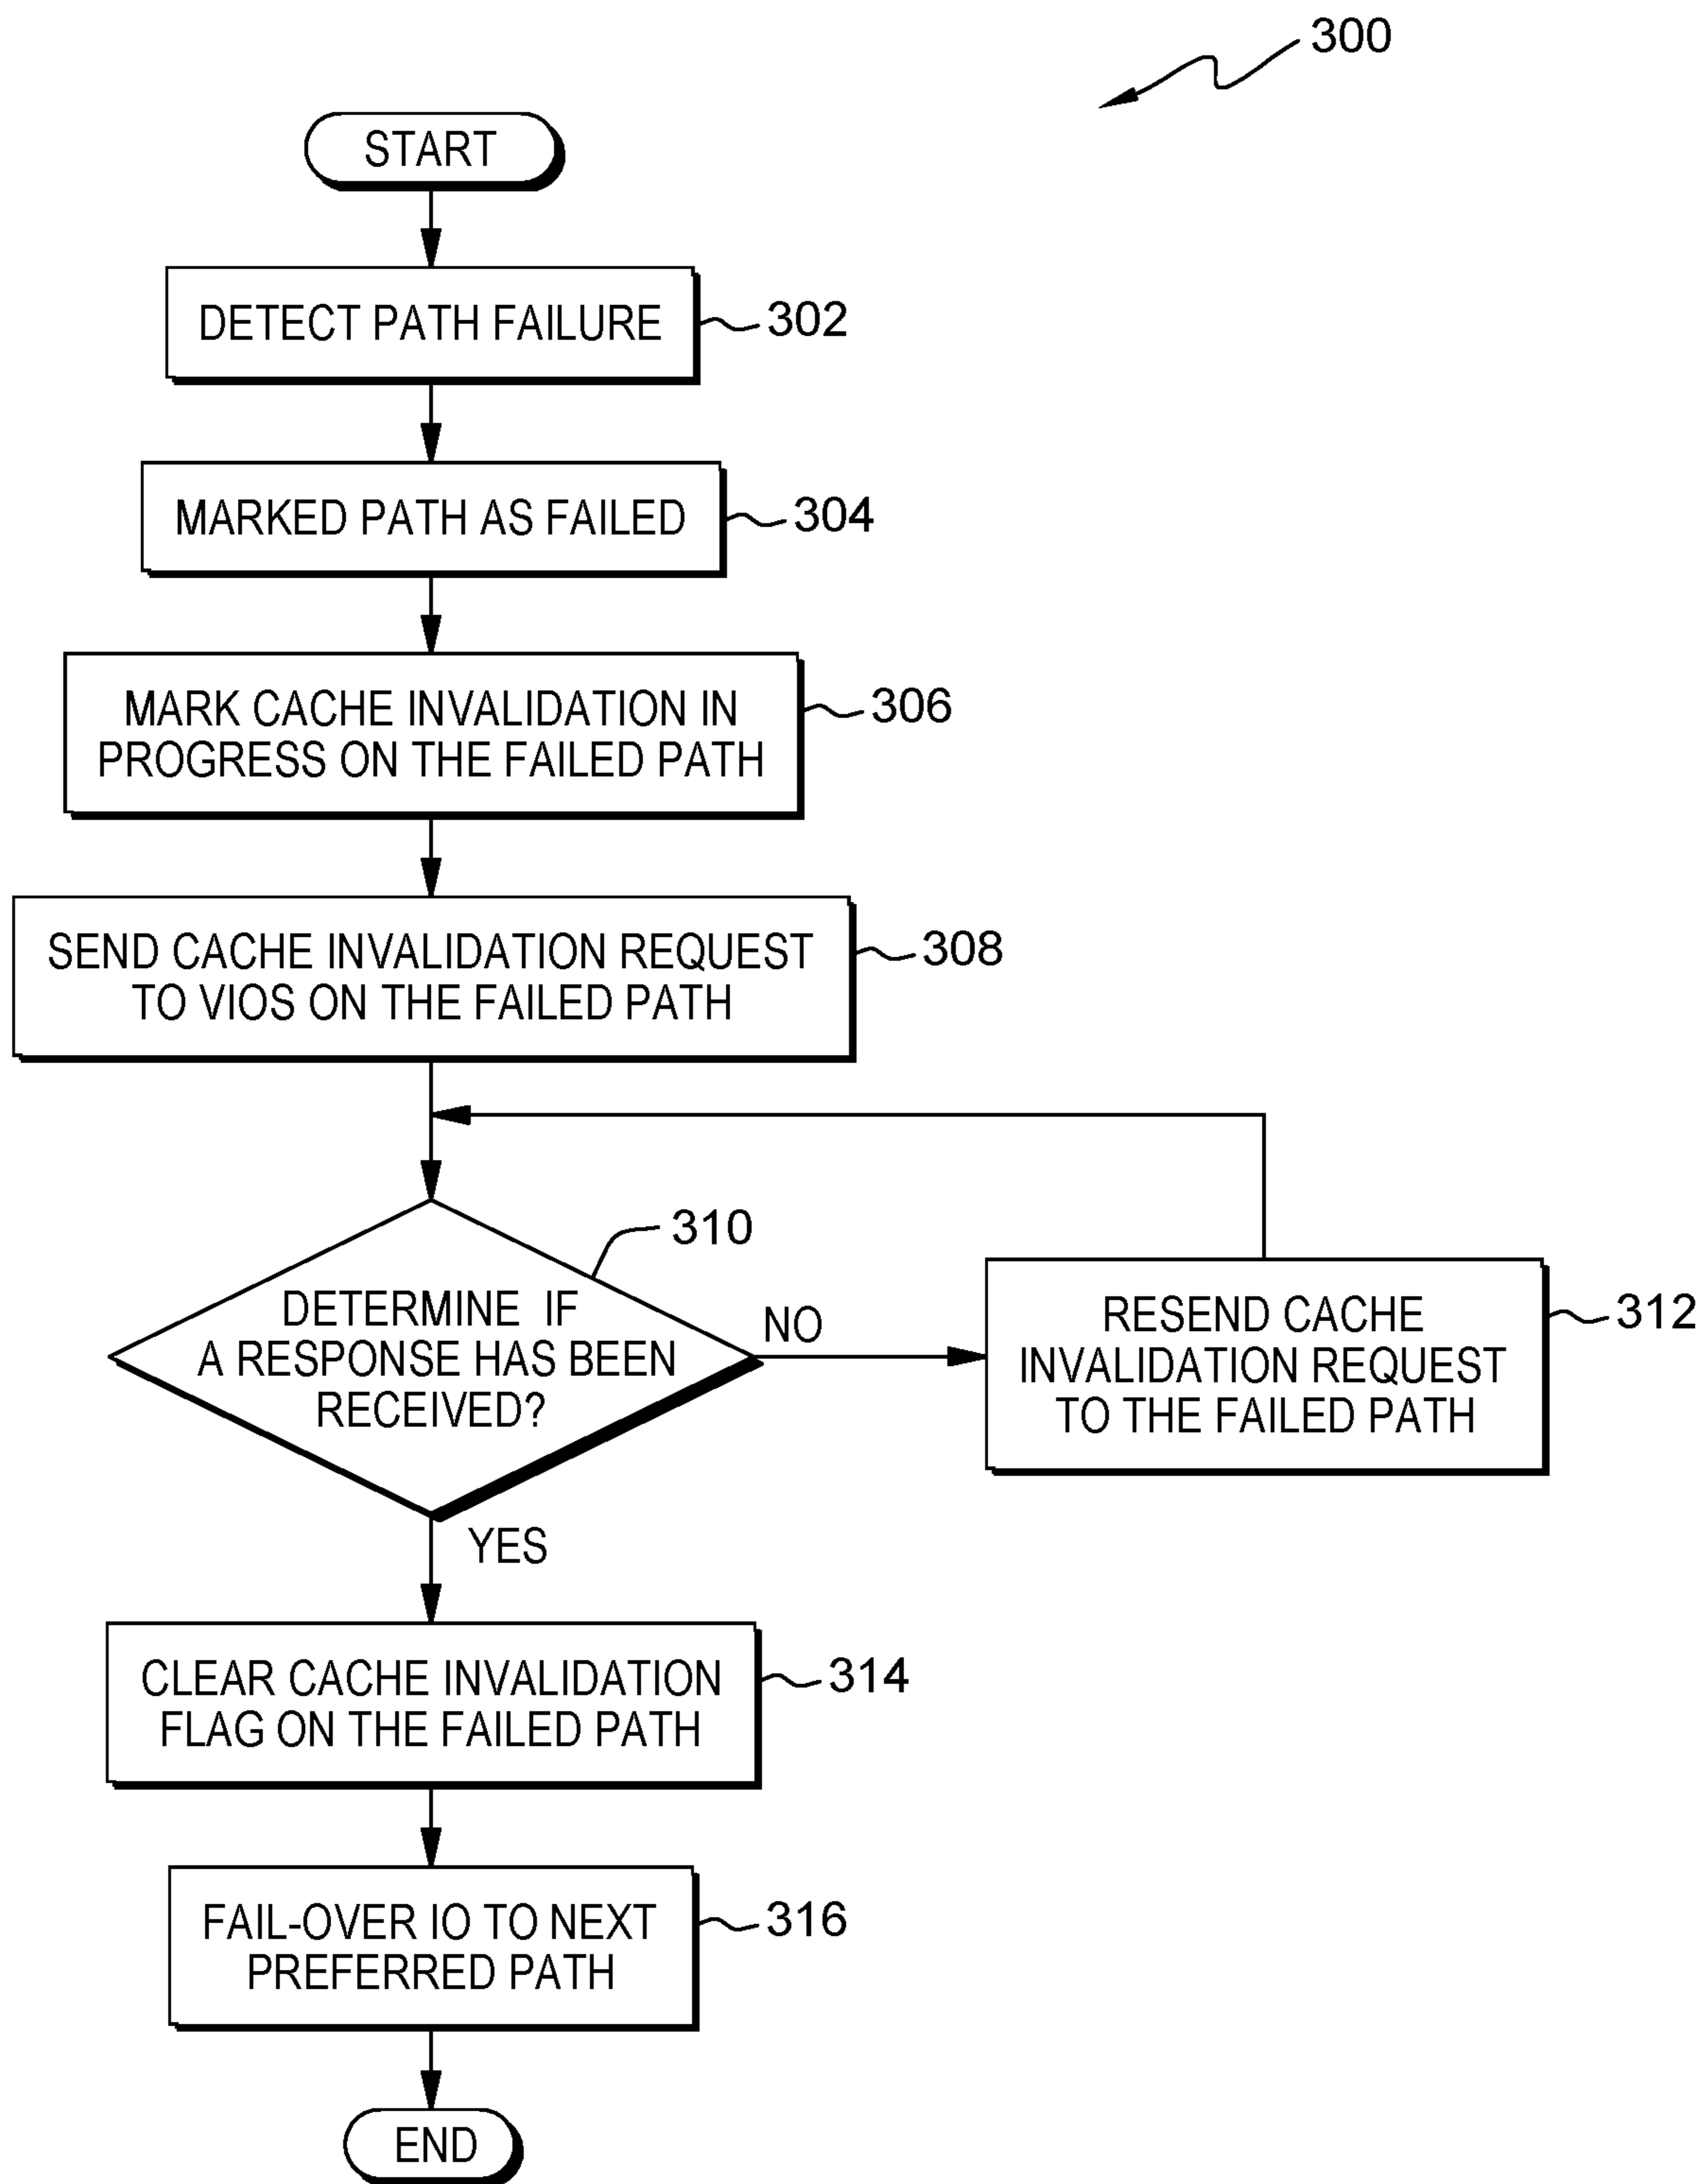 300
START
DETECT PATH FAILURE
302
MARKED PATH AS FAILED
304
MARK CACHE INVALIDATION IN
PROGRESS ON THE FAILED PATH
306
SEND CACHE INVALIDATION REQUEST
TO VIOS ON THE FAILED PATH
308
310
DETERMINE IF
A RESPONSE HAS BEEN
RECEIVED?
NO
RESEND CACHE
INVALIDATION REQUEST
TO THE FAILED PATH
312
YES
CLEAR CACHE INVALIDATION
FLAG ON THE FAILED PATH
314
FAIL-OVER IO TO NEXT
PREFERRED PATH
316
END